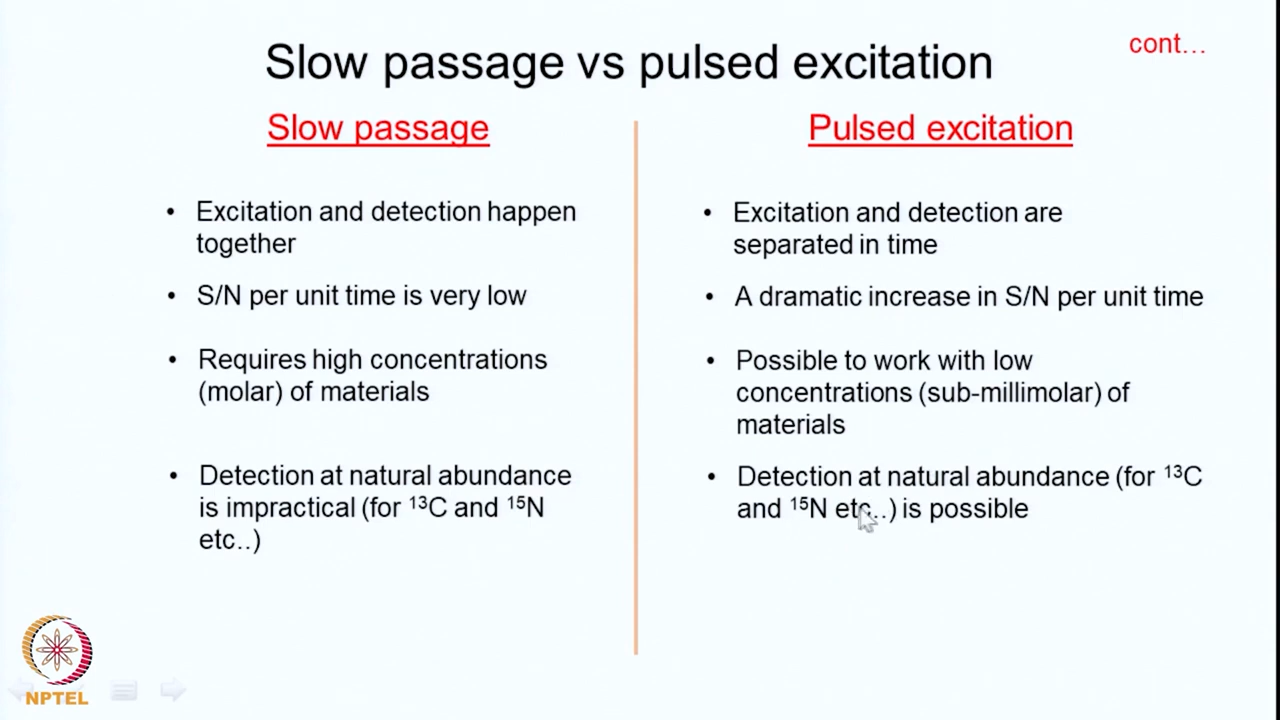 cont...
Slow passage vs pulsed excitation
Slow passage
• Excitation and detection happen
together
• S/N per unit time is very low
• Requires high concentrations
(molar) of materials
• Detection at natural abundance
is impractical (for ¹³C and ¹⁵N
etc..)
Pulsed excitation
• Excitation and detection are
separated in time
• A dramatic increase in S/N per unit time
• Possible to work with low
concentrations (sub-millimolar) of
materials
• Detection at natural abundance (for ¹³C
and ¹⁵N etc..) is possible
NPTEL